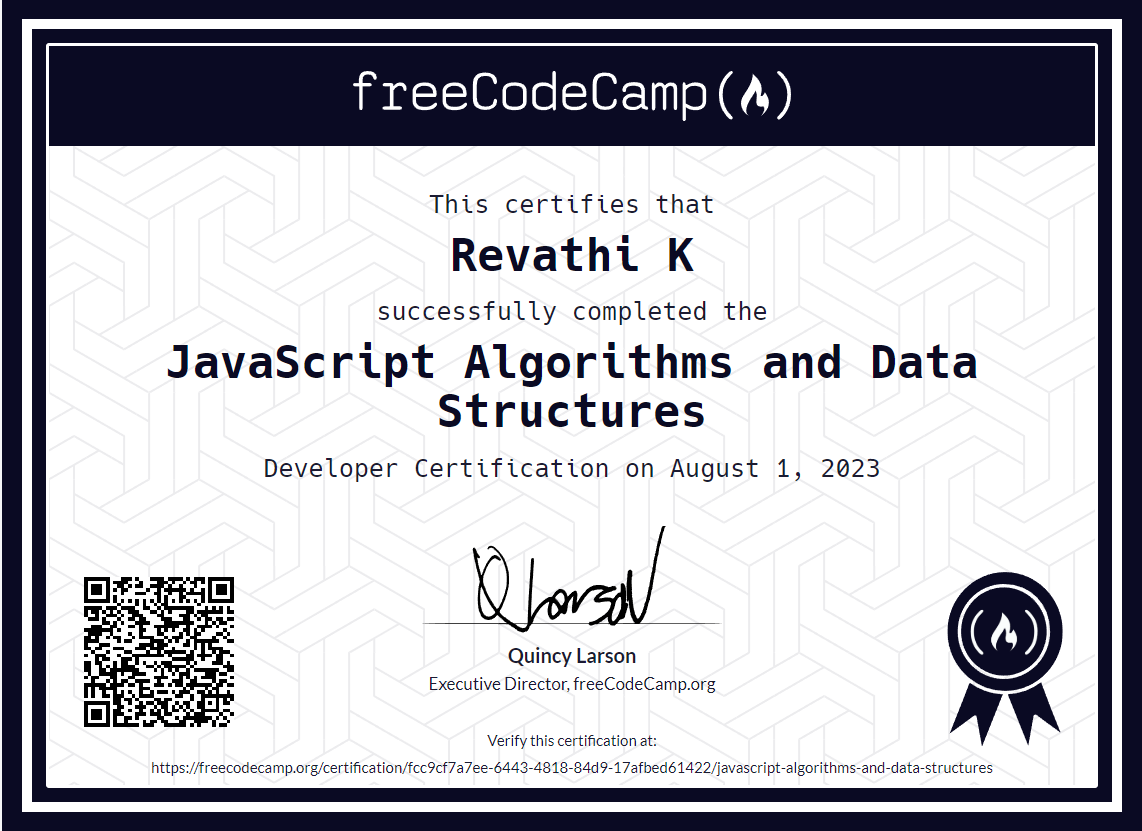 freeCodeCamp
This certifies that
Revathi K
successfully completed the
JavaScript Algorithms and Data
Structures
Developer Certification on August 1, 2023
Q Larson
Quincy Larson
Executive Director, freeCodeCamp.org
Verify this certification at:
https://freecodecamp.org/certification/fcc9cf7a7ee-6443-4818-84d9-17afbed61422/javascript-algorithms-and-data-structures